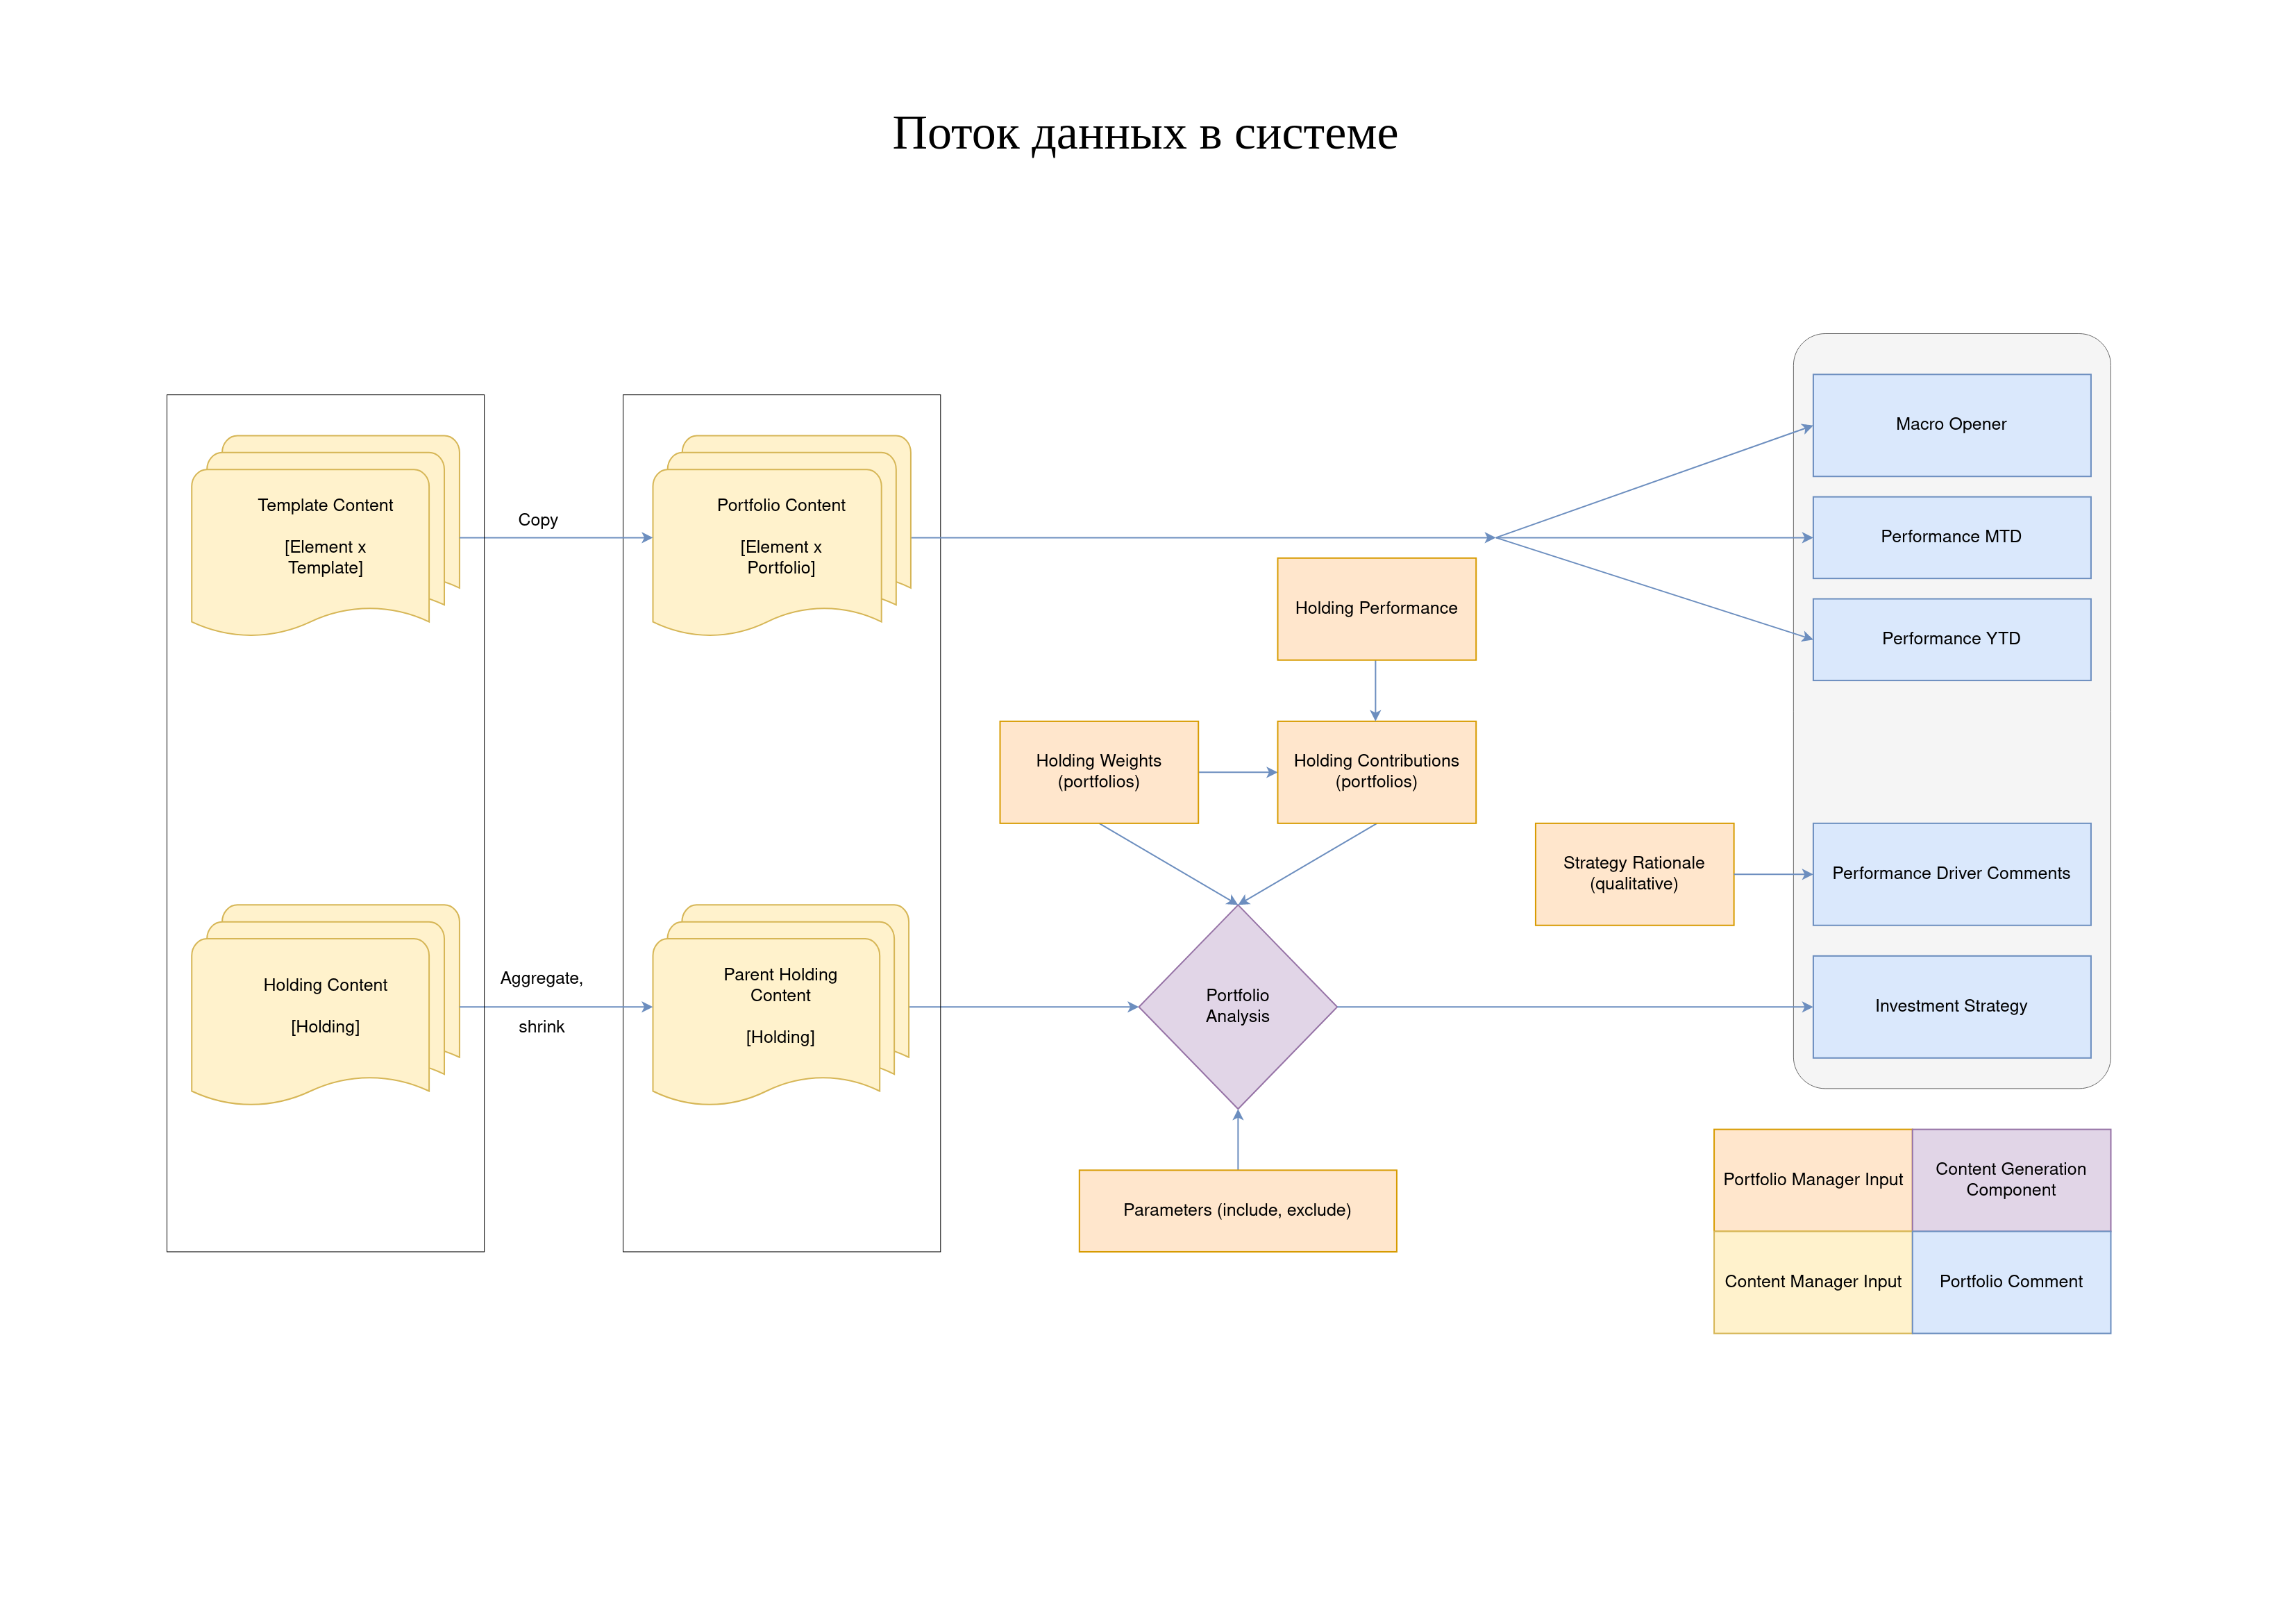 Поток данных в системе
Template Content
[Element x
Template]
Copy
Portfolio Content
[Element x
Portfolio]
Macro Opener
Performance MTD
Performance YTD
Holding Performance
Holding Weights
(portfolios)
Holding Contributions
(portfolios)
Strategy Rationale
(qualitative)
Performance Driver Comments
Holding Content
[Holding]
Aggregate,
shrink
Parent Holding
Content
[Holding]
Portfolio
Analysis
Investment Strategy
Parameters (include, exclude)
Portfolio Manager Input
Content Generation
Component
Content Manager Input
Portfolio Comment